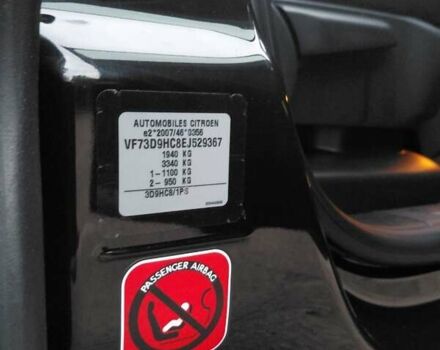 AUTOMOBILES CITROEN
e2*2007/46*0356
VF73D9HC8EJ529367
1940 KG
3340 KG
1-1100 KG
2- 950 KG
3D9HC8/1PS
PASSENGER AIRBAG